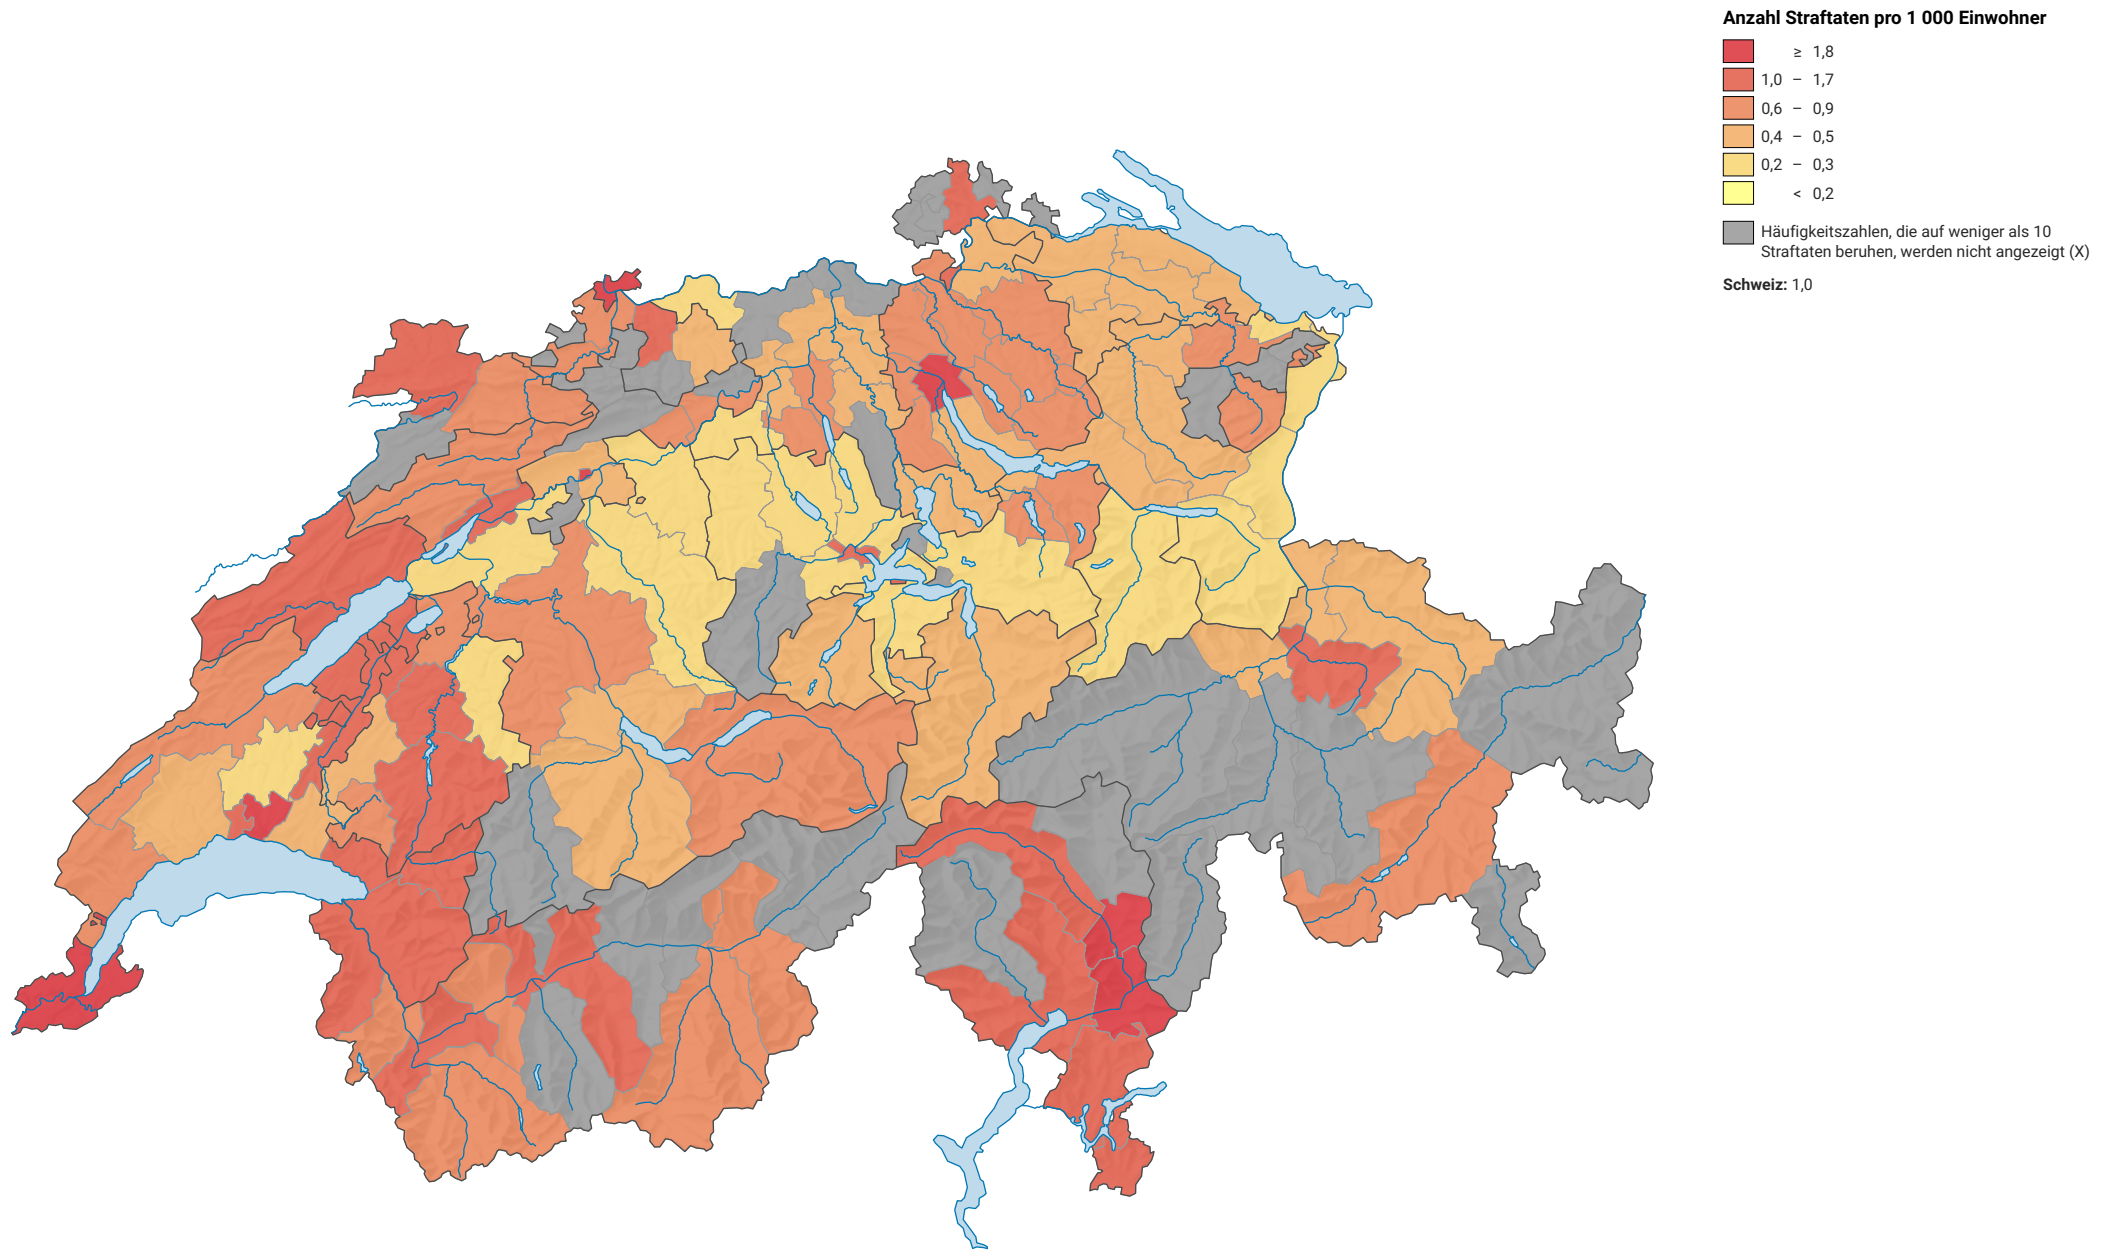 Anzahl Straftaten pro 1 000 Einwohner
≥ 1,8
1,0 – 1,7
0,6 – 0,9
0,4 – 0,5
0,2 – 0,3
< 0,2
Häufigkeitszahlen, die auf weniger als 10
Straftaten beruhen, werden nicht angezeigt (X)
Schweiz: 1,0